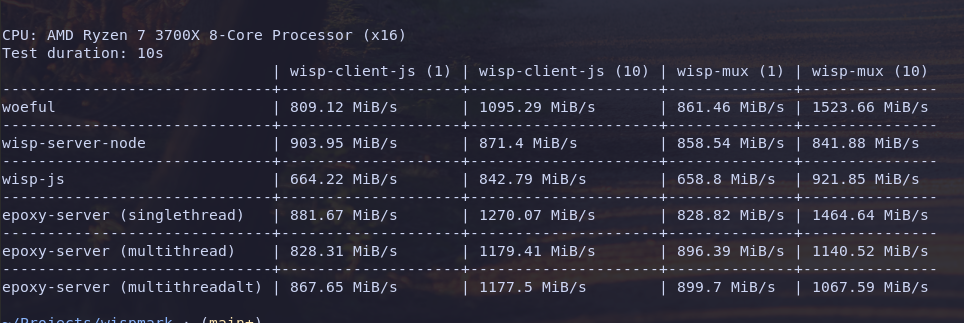 CPU: AMD Ryzen 7 3700X 8-Core Processor (x16)
Test duration: 10s
                              | wisp-client-js (1) | wisp-client-js (10) | wisp-mux (1) | wisp-mux (10)
------------------------------+--------------------+---------------------+--------------+--------------
woeful                        | 809.12 MiB/s       | 1095.29 MiB/s       | 861.46 MiB/s | 1523.66 MiB/s
------------------------------+--------------------+---------------------+--------------+--------------
wisp-server-node              | 903.95 MiB/s       | 871.4 MiB/s         | 858.54 MiB/s | 841.88 MiB/s
------------------------------+--------------------+---------------------+--------------+--------------
wisp-js                       | 664.22 MiB/s       | 842.79 MiB/s        | 658.8 MiB/s  | 921.85 MiB/s
------------------------------+--------------------+---------------------+--------------+--------------
epoxy-server (singlethread)   | 881.67 MiB/s       | 1270.07 MiB/s       | 828.82 MiB/s | 1464.64 MiB/s
------------------------------+--------------------+---------------------+--------------+--------------
epoxy-server (multithread)    | 828.31 MiB/s       | 1179.41 MiB/s       | 896.39 MiB/s | 1140.52 MiB/s
------------------------------+--------------------+---------------------+--------------+--------------
epoxy-server (multithreadalt) | 867.65 MiB/s       | 1177.5 MiB/s        | 899.7 MiB/s  | 1067.59 MiB/s
~/Projects/wispmark (main+)